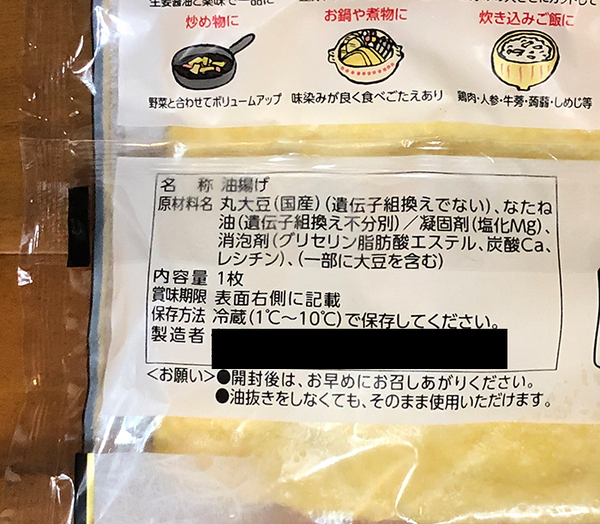 生姜醤油と薬味で一品に
炒め物に
お鍋や煮物に
炊き込みご飯に
野菜と合わせてボリュームアップ
味染みが良く食べごたえあり
鶏肉・人参・牛蒡・蒟蒻・しめじ等
名 称 油揚げ
原材料名 丸大豆(国産)(遺伝子組換えでない)、なたね
油(遺伝子組換え不分別)/凝固剤(塩化Mg)、
消泡剤(グリセリン脂肪酸エステル、炭酸Ca、
レシチン)、(一部に大豆を含む)
内容量 1枚
賞味期限 表面右側に記載
保存方法 冷蔵(1℃〜10℃)で保存してください。
製造者
<お願い>●開封後は、お早めにお召しあがりください。
●油抜きをしなくても、そのまま使用いただけます。